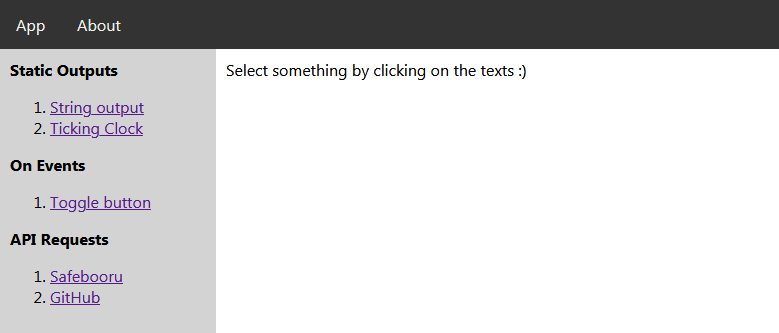 App About
Static Outputs
1. String output
2. Ticking Clock
On Events
1. Toggle button
API Requests
1. Safebooru
2. GitHub
Select something by clicking on the texts :)